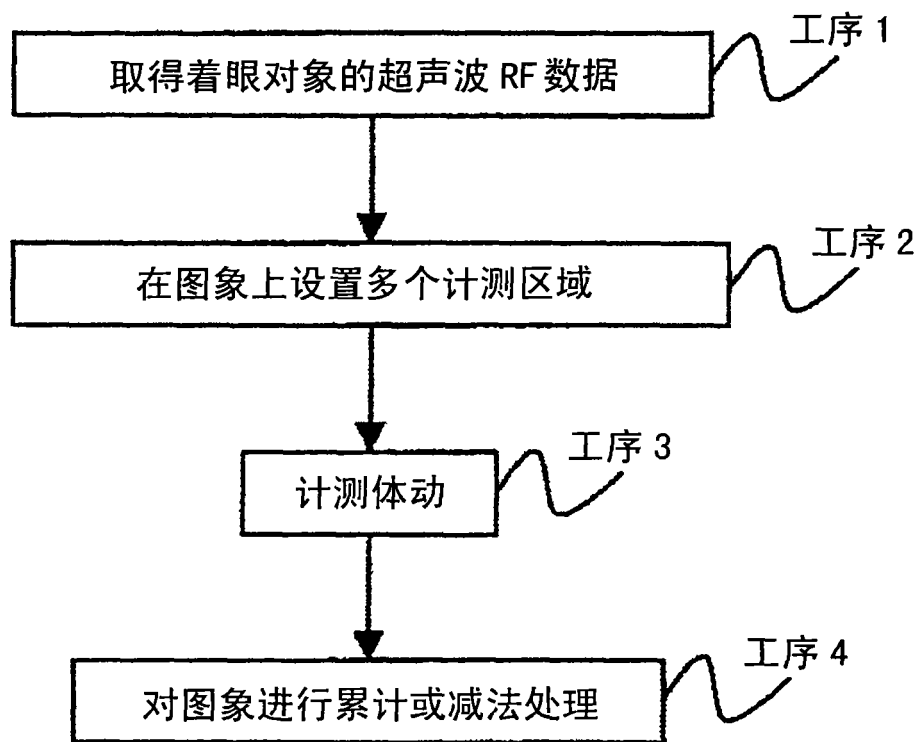 工序 1
取得着眼对象的超声波 RF 数据
工序 2
在图象上设置多个计测区域
工序 3
计测体动
工序 4
对图象进行累计或减法处理